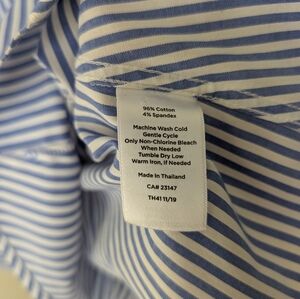 96% Cotton
4% Spandex
Machine Wash Cold
Gentle Cycle
Only Non-Chlorine Bleach
When Needed
Tumble Dry Low
Warm Iron, if Needed
Made in Thailand
CA# 23147
TH41 11/19